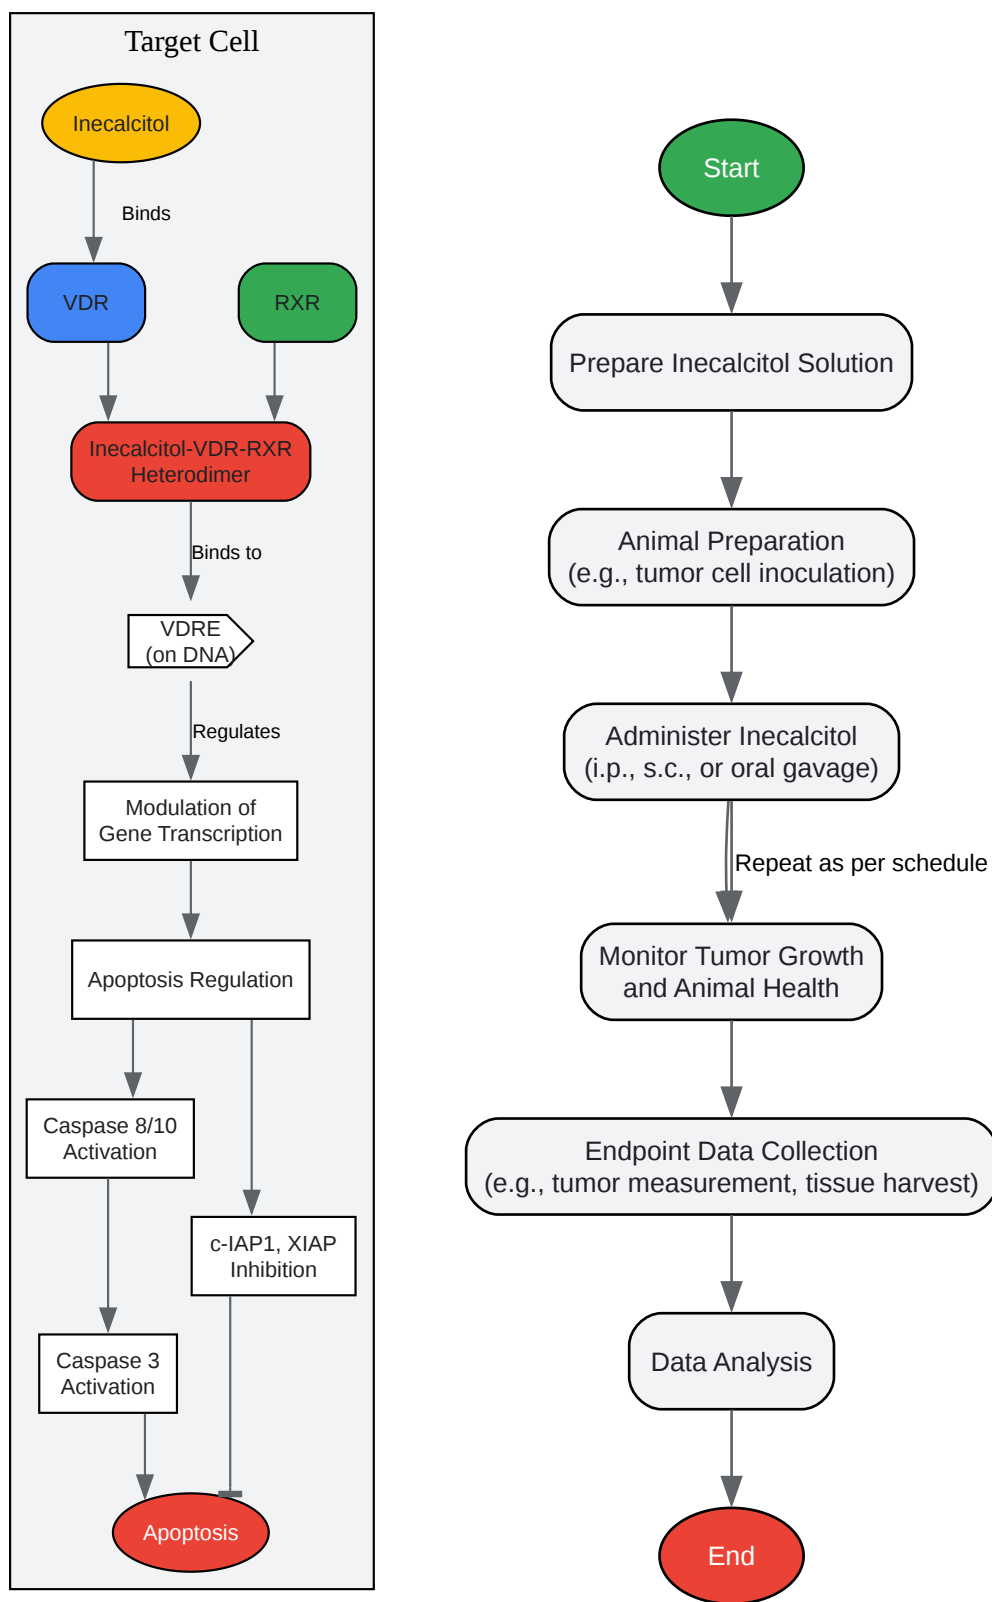 Target Cell
Inecalcitol
Binds
VDR
RXR
Inecalcitol-VDR-RXR
Heterodimer
Binds to
VDRE
(on DNA)
Regulates
Modulation of
Gene Transcription
Apoptosis Regulation
Caspase 8/10
Activation
c-IAP1, XIAP
Inhibition
Caspase 3
Activation
Apoptosis
Start
Prepare Inecalcitol Solution
Animal Preparation
(e.g., tumor cell inoculation)
Administer Inecalcitol
(i.p., s.c., or oral gavage)
Repeat as per schedule
Monitor Tumor Growth
and Animal Health
Endpoint Data Collection
(e.g., tumor measurement, tissue harvest)
Data Analysis
End